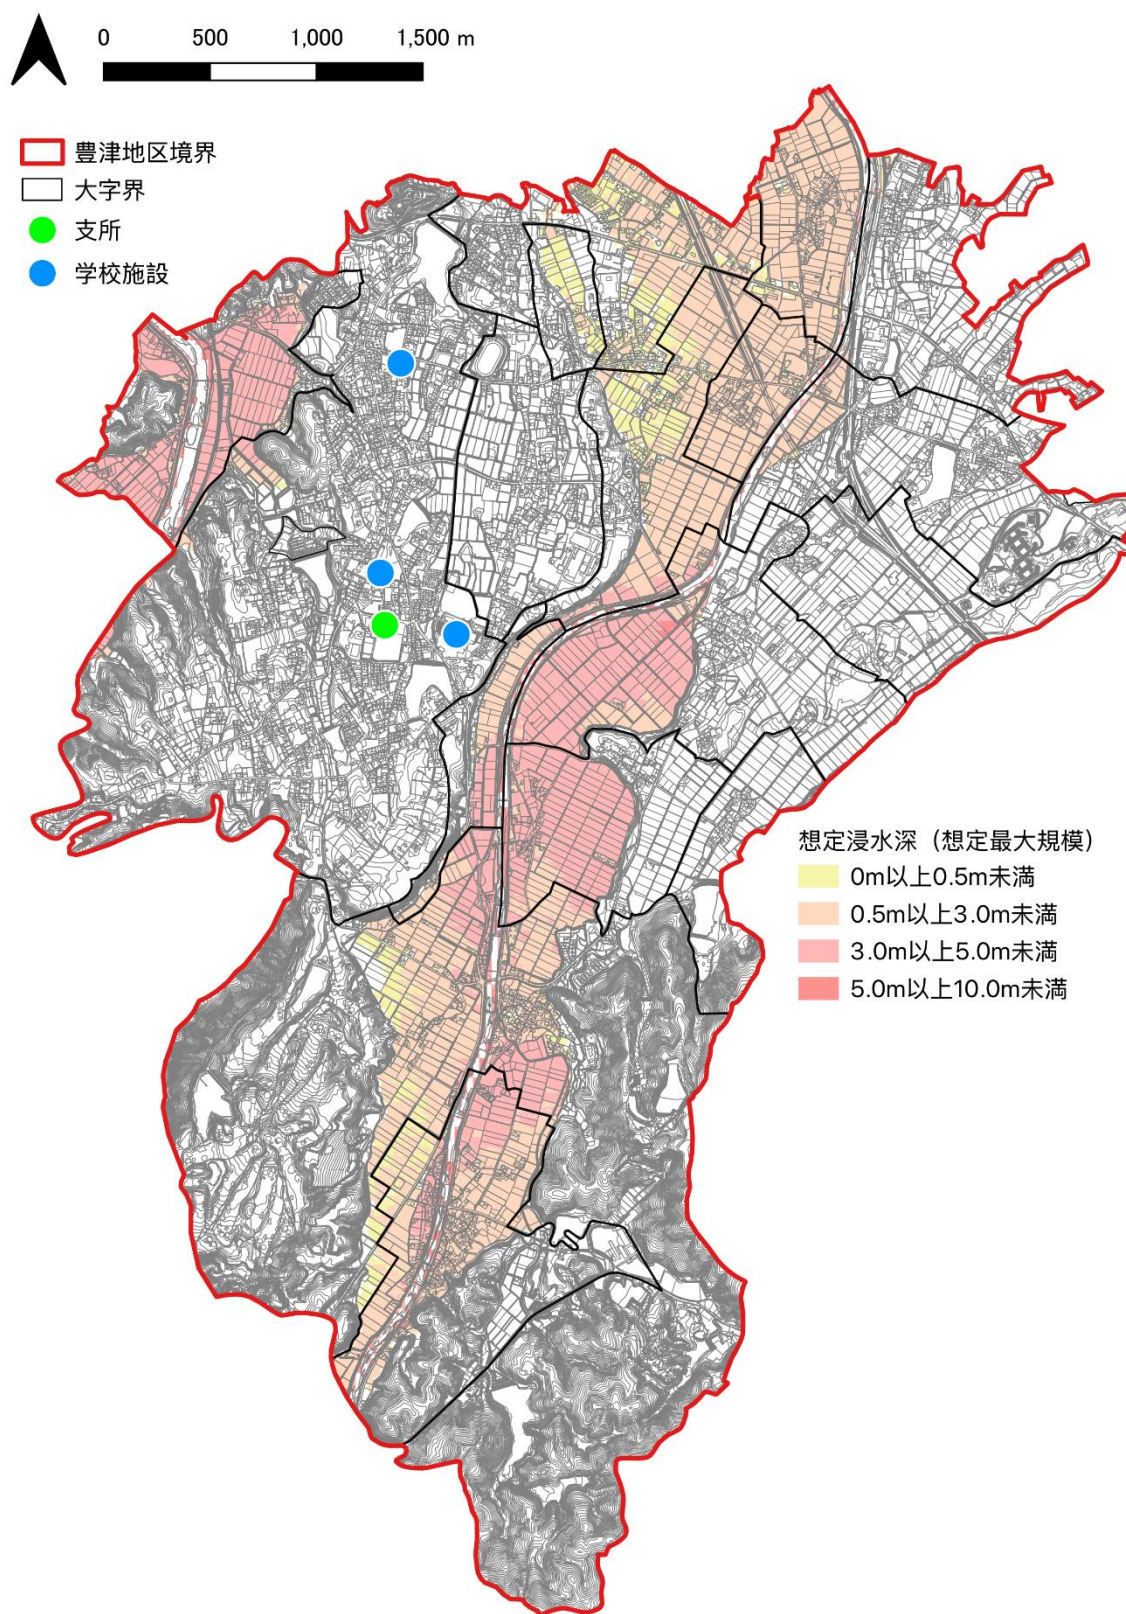 0 500 1,000 1,500 m
豊津地区境界
大字界
支所
学校施設
想定浸水深（想定最大規模）
0m以上0.5m未満
0.5m以上3.0m未満
3.0m以上5.0m未満
5.0m以上10.0m未満